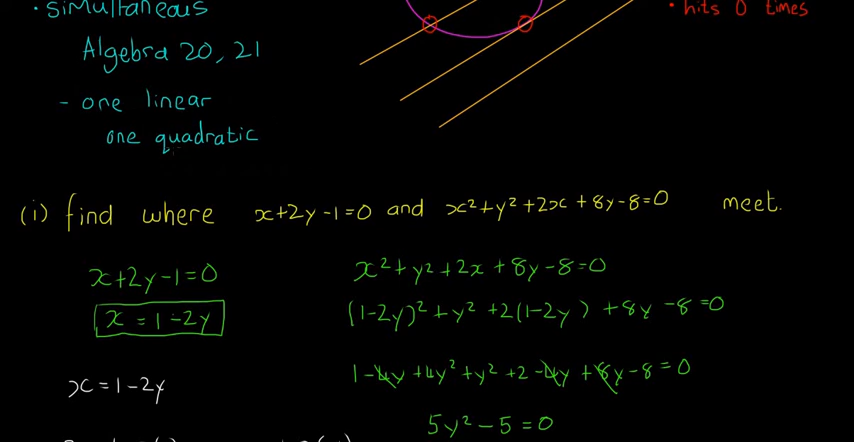 • simultaneous
Algebra 20, 21
- one linear
one quadratic
• hits 0 times
(i) find where x+2y-1=0 and x²+y²+2x+8y-8=0 meet.
x+2y-1=0
x = 1-2y
x = 1-2y
x²+y²+2x+8y-8=0
(1-2y)²+y²+2(1-2y)+8y-8=0
1-4y+4y²+y²+2-4y+8y-8=0
5y²-5=0